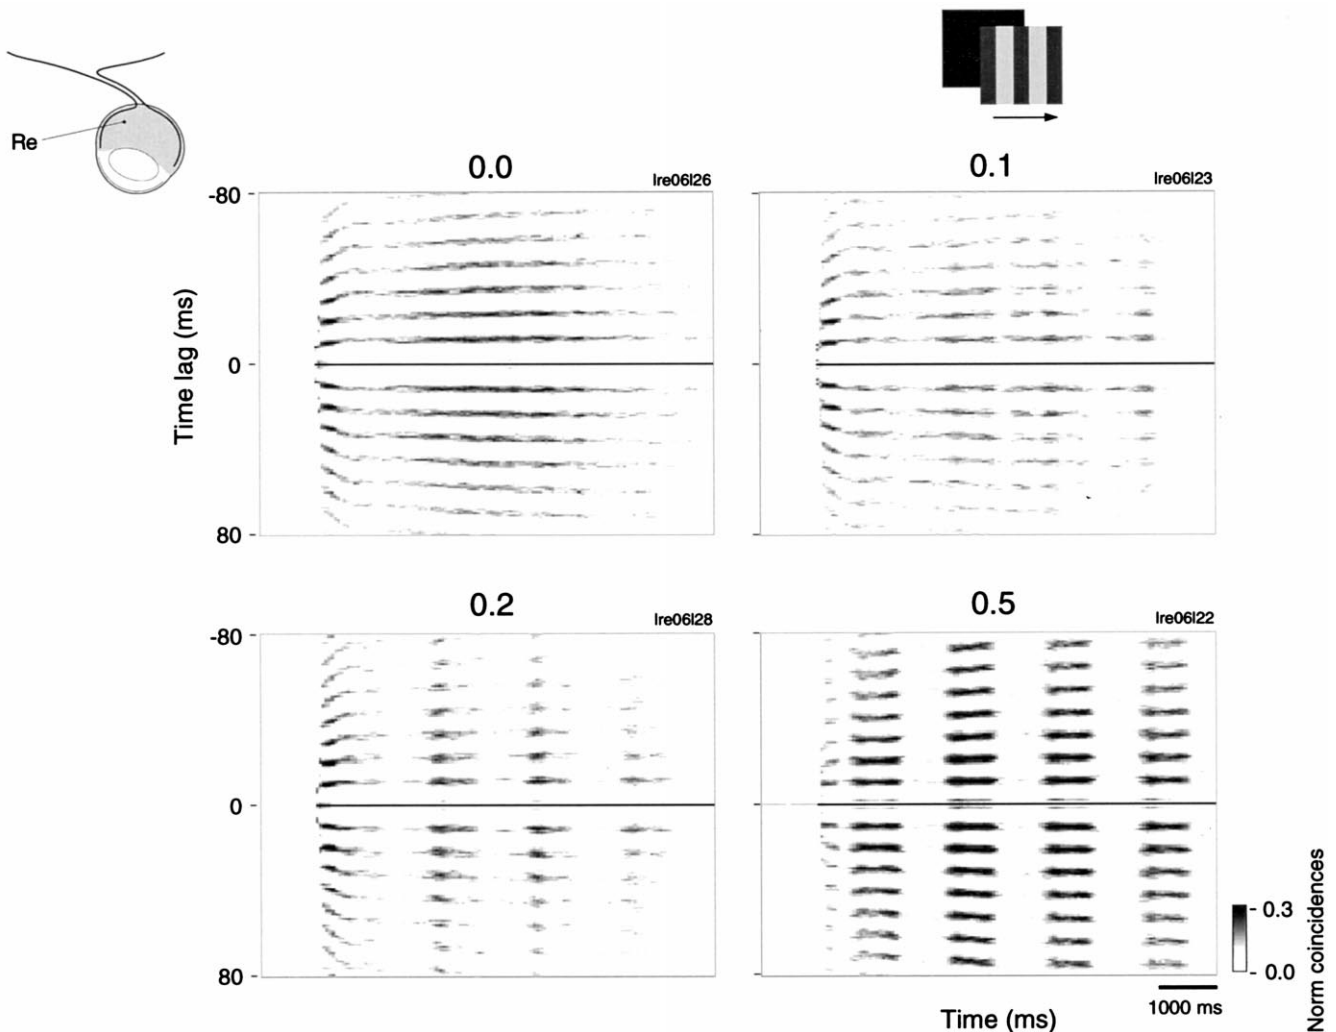 Re
0.0
lre06l26
0.1
lre06l23
-80
0
80
Time lag (ms)
0.2
lre06l28
0.5
lre06l22
-80
0
80
0.3
0.0
Norm coincidences
1000 ms
Time (ms)